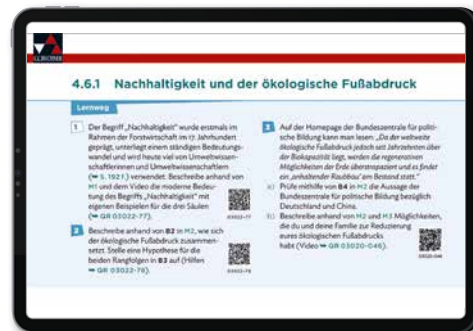 C.C.BUCHNER
4.6.1 Nachhaltigkeit und der ökologische Fußabdruck
Lernweg
1 Der Begriff „Nachhaltigkeit“ wurde erstmals im
Rahmen der Forstwirtschaft im 17. Jahrhundert
geprägt, unterliegt einem ständigen Bedeutungs-
wandel und wird heute viel von Umweltwissen-
schaftlerinnen und Umweltwissenschaftlern
(➥ S. 192 f.) verwendet. Beschreibe anhand von
M1 und dem Video die moderne Bedeu-
tung des Begriffs „Nachhaltigkeit“ mit
eigenen Beispielen für die drei Säulen
(➥ QR 03022-77).
03022-77
2 Beschreibe anhand von B2 in M2, wie sich
der ökologische Fußabdruck zusammen-
setzt. Stelle eine Hypothese für die
beiden Rangfolgen in B3 auf (Hilfen
➥ QR 03022-78).
03022-78
3 Auf der Homepage der Bundeszentrale für politi-
sche Bildung kann man lesen: „Da der weltweite
ökologische Fußabdruck jedoch seit Jahrzehnten über
der Biokapazität liegt, werden die regenerativen
Möglichkeiten der Erde überstrapaziert und es findet
ein ‚anhaltender Raubbau‘ am Bestand statt.“
a) Prüfe mithilfe von B4 in M2 die Aussage der
Bundeszentrale für politische Bildung bezüglich
Deutschland und China.
b) Beschreibe anhand von M2 und M3 Möglichkeiten,
die du und deine Familie zur Reduzierung
eures ökologischen Fußabdrucks
habt (Video ➥ QR 03020-046).
03020-046